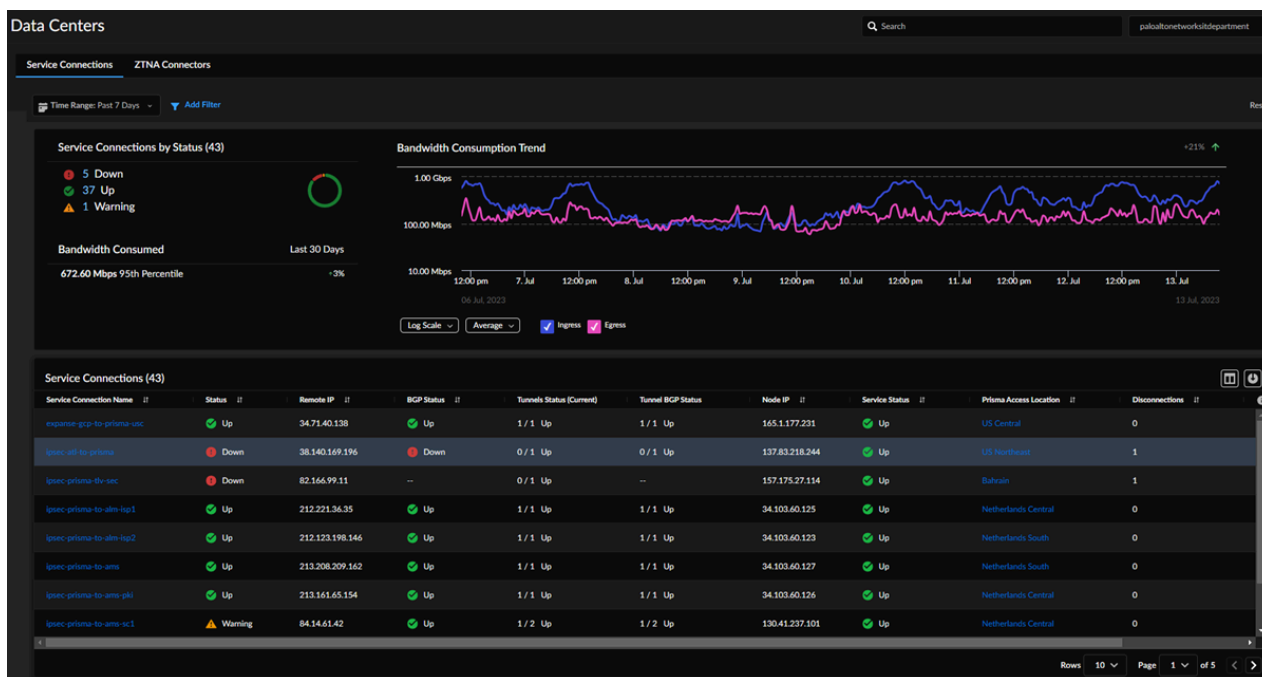 Data Centers
Search
paloaltonetworksitdepartment
Service Connections ZTNA Connectors
Time Range: Past 7 Days Add Filter
Res
Service Connections by Status (43)
5 Down
37 Up
1 Warning
Bandwidth Consumed Last 30 Days
672.60 Mbps 95th Percentile +3%
Bandwidth Consumption Trend +21%
1.00 Gbps
100.00 Mbps
10.00 Mbps
12:00 pm 7. Jul 12:00 pm 8. Jul 12:00 pm 9. Jul 12:00 pm 10. Jul 12:00 pm 11. Jul 12:00 pm 12. Jul 12:00 pm 13. Jul
06 Jul, 2023 13 Jul, 2023
Log Scale Average Ingress Egress
Service Connections (43)
Service Connection Name Status Remote IP BGP Status Tunnels Status (Current) Tunnel BGP Status Node IP Service Status Prisma Access Location Disconnections
expanse-gcp-to-prisma-usc Up 34.71.40.138 Up 1 / 1 Up 1 / 1 Up 165.1.177.231 Up US Central 0
Down 38.140.169.196 Down 0 / 1 Up 0 / 1 Up 137.83.218.244 Up US Northeast 1
ipsec-prisma-tlv-sec Down 82.166.99.11 -- 0 / 1 Up -- 157.175.27.114 Up Bahrain 1
ipsec-prisma-to-alm-isp1 Up 212.221.36.35 Up 1 / 1 Up 1 / 1 Up 34.103.60.125 Up Netherlands Central 0
ipsec-prisma-to-alm-isp2 Up 212.123.198.146 Up 1 / 1 Up 1 / 1 Up 34.103.60.123 Up Netherlands South 0
ipsec-prisma-to-ams Up 213.208.209.162 Up 1 / 1 Up 1 / 1 Up 34.103.60.127 Up Netherlands South 0
ipsec-prisma-to-ams-pki Up 213.161.65.154 Up 1 / 1 Up 1 / 1 Up 34.103.60.126 Up Netherlands Central 0
ipsec-prisma-to-ams-sc1 Warning 84.14.61.42 Up 1 / 2 Up 1 / 2 Up 130.41.237.101 Up Netherlands Central 0
Rows 10 Page 1 of 5